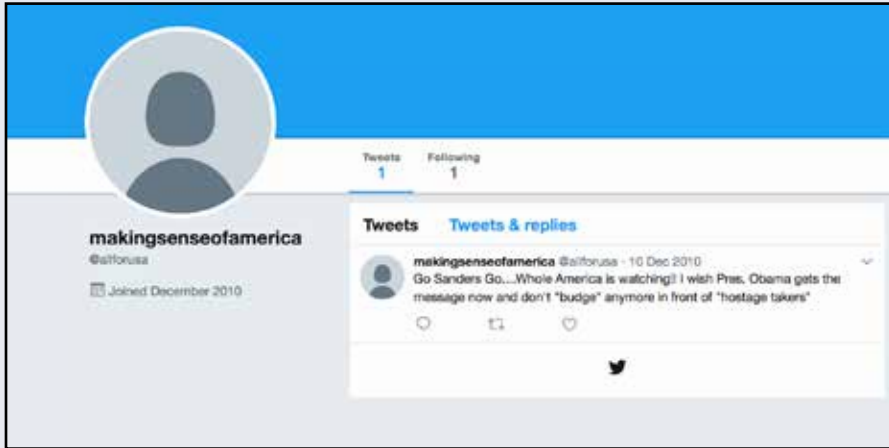 Tweets Following
1 1
makingsenseofamerica
@allforusa
Joined December 2010
Tweets Tweets & replies
makingsenseofamerica @allforusa · 10 Dec 2010
Go Sanders Go....Whole America is watching!! I wish Pres. Obama gets the
message now and don't "budge" anymore in front of "hostage takers"